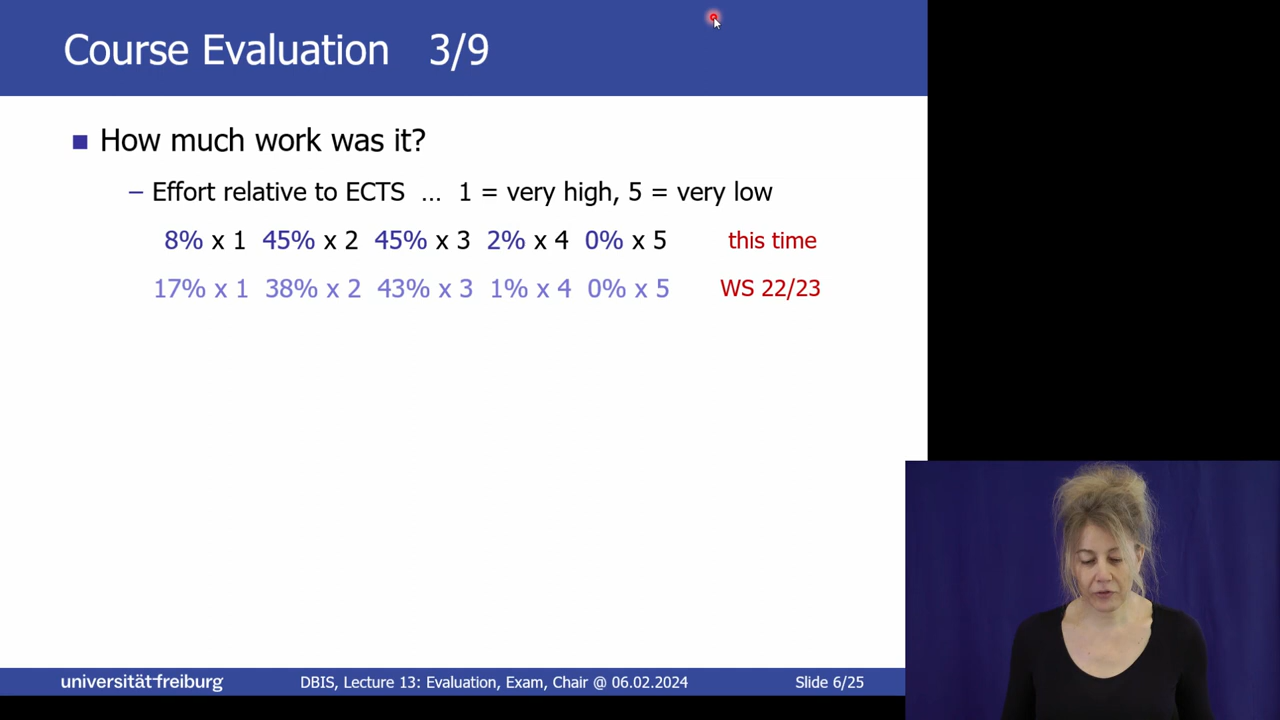 Course Evaluation 3/9
How much work was it?
– Effort relative to ECTS … 1 = very high, 5 = very low
8% x 1 45% x 2 45% x 3 2% x 4 0% x 5 this time
17% x 1 38% x 2 43% x 3 1% x 4 0% x 5 WS 22/23
universität freiburg DBIS, Lecture 13: Evaluation, Exam, Chair @ 06.02.2024 Slide 6/25